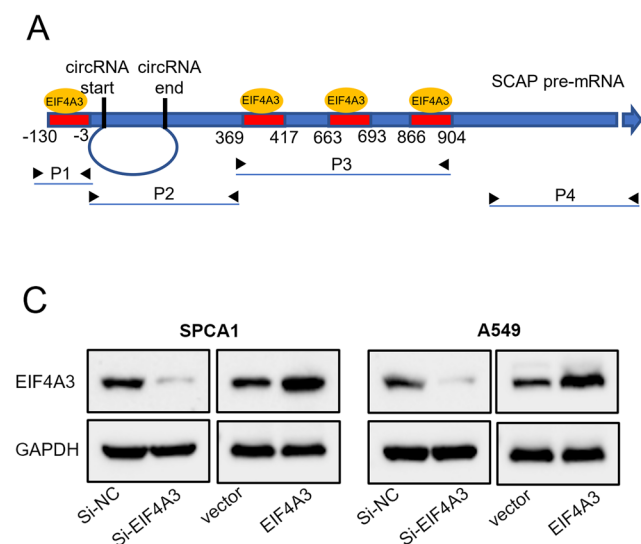 A
circRNA start
circRNA end
SCAP pre-mRNA
EIF4A3
EIF4A3
EIF4A3
EIF4A3
-130
-3
369
417
663
693
866
904
P1
P2
P3
P4
C
SPCA1
A549
EIF4A3
GAPDH
Si-NC
Si-EIF4A3
vector
EIF4A3
Si-NC
Si-EIF4A3
vector
EIF4A3